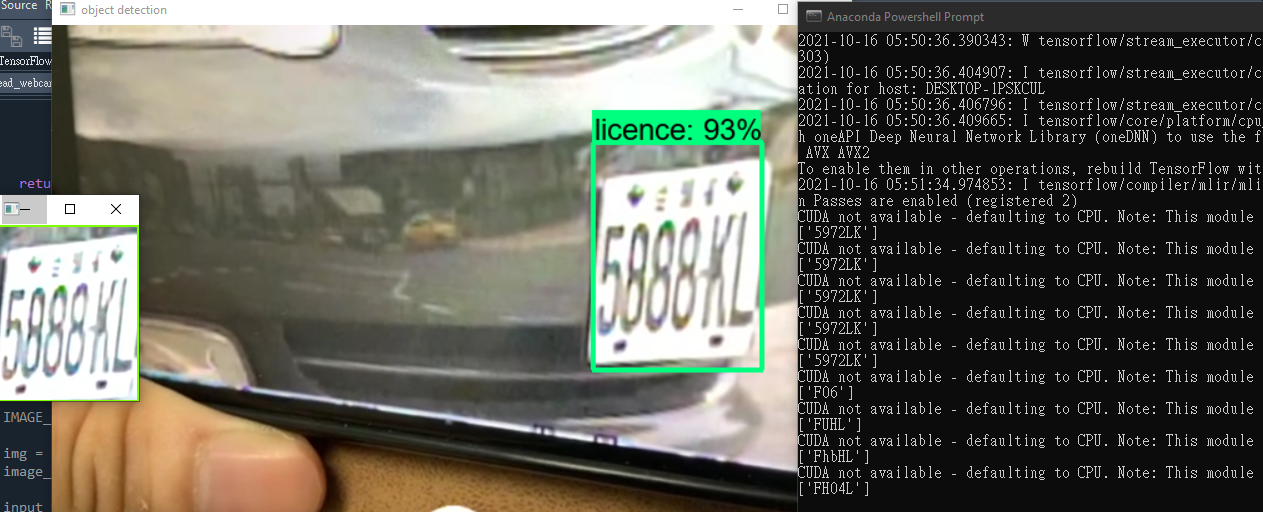 Source R
object detection
TensorFlow
ead_webcam
retu
licence: 93%
5888-KL
5888-KL
IMAGE_
img =
image_
input
Anaconda Powershell Prompt
2021-10-16 05:50:36.390343: W tensorflow/stream_executor/c
303)
2021-10-16 05:50:36.404907: I tensorflow/stream_executor/c
ation for host: DESKTOP-1PSKCUL
2021-10-16 05:50:36.406796: I tensorflow/stream_executor/c
2021-10-16 05:50:36.409665: I tensorflow/core/platform/cpu
h oneAPI Deep Neural Network Library (oneDNN) to use the f
AVX AVX2
To enable them in other operations, rebuild TensorFlow wit
2021-10-16 05:51:34.974853: I tensorflow/compiler/mlir/mli
n Passes are enabled (registered 2)
CUDA not available - defaulting to CPU. Note: This module
['5972LK']
CUDA not available - defaulting to CPU. Note: This module
['5972LK']
CUDA not available - defaulting to CPU. Note: This module
['5972LK']
CUDA not available - defaulting to CPU. Note: This module
['5972LK']
CUDA not available - defaulting to CPU. Note: This module
['5972LK']
CUDA not available - defaulting to CPU. Note: This module
['F06']
CUDA not available - defaulting to CPU. Note: This module
['FUHL']
CUDA not available - defaulting to CPU. Note: This module
['FhbHL']
CUDA not available - defaulting to CPU. Note: This module
['FH04L']